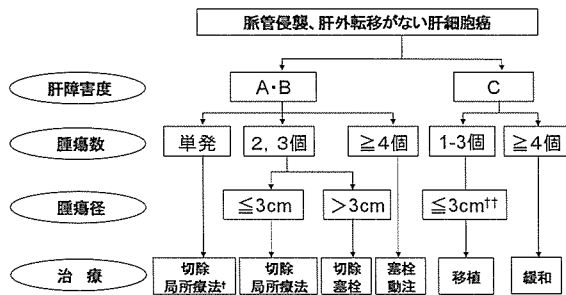 脈管侵襲、肝外転移がない肝細胞癌
肝障害度
A・B
C
腫瘍数
単発
2, 3個
≧4個
1-3個
≧4個
腫瘍径
≦3cm
>3cm
≦3cm††
治 療
切除
局所療法†
切除
局所療法
切除
塞栓
塞栓
動注
移植
緩和